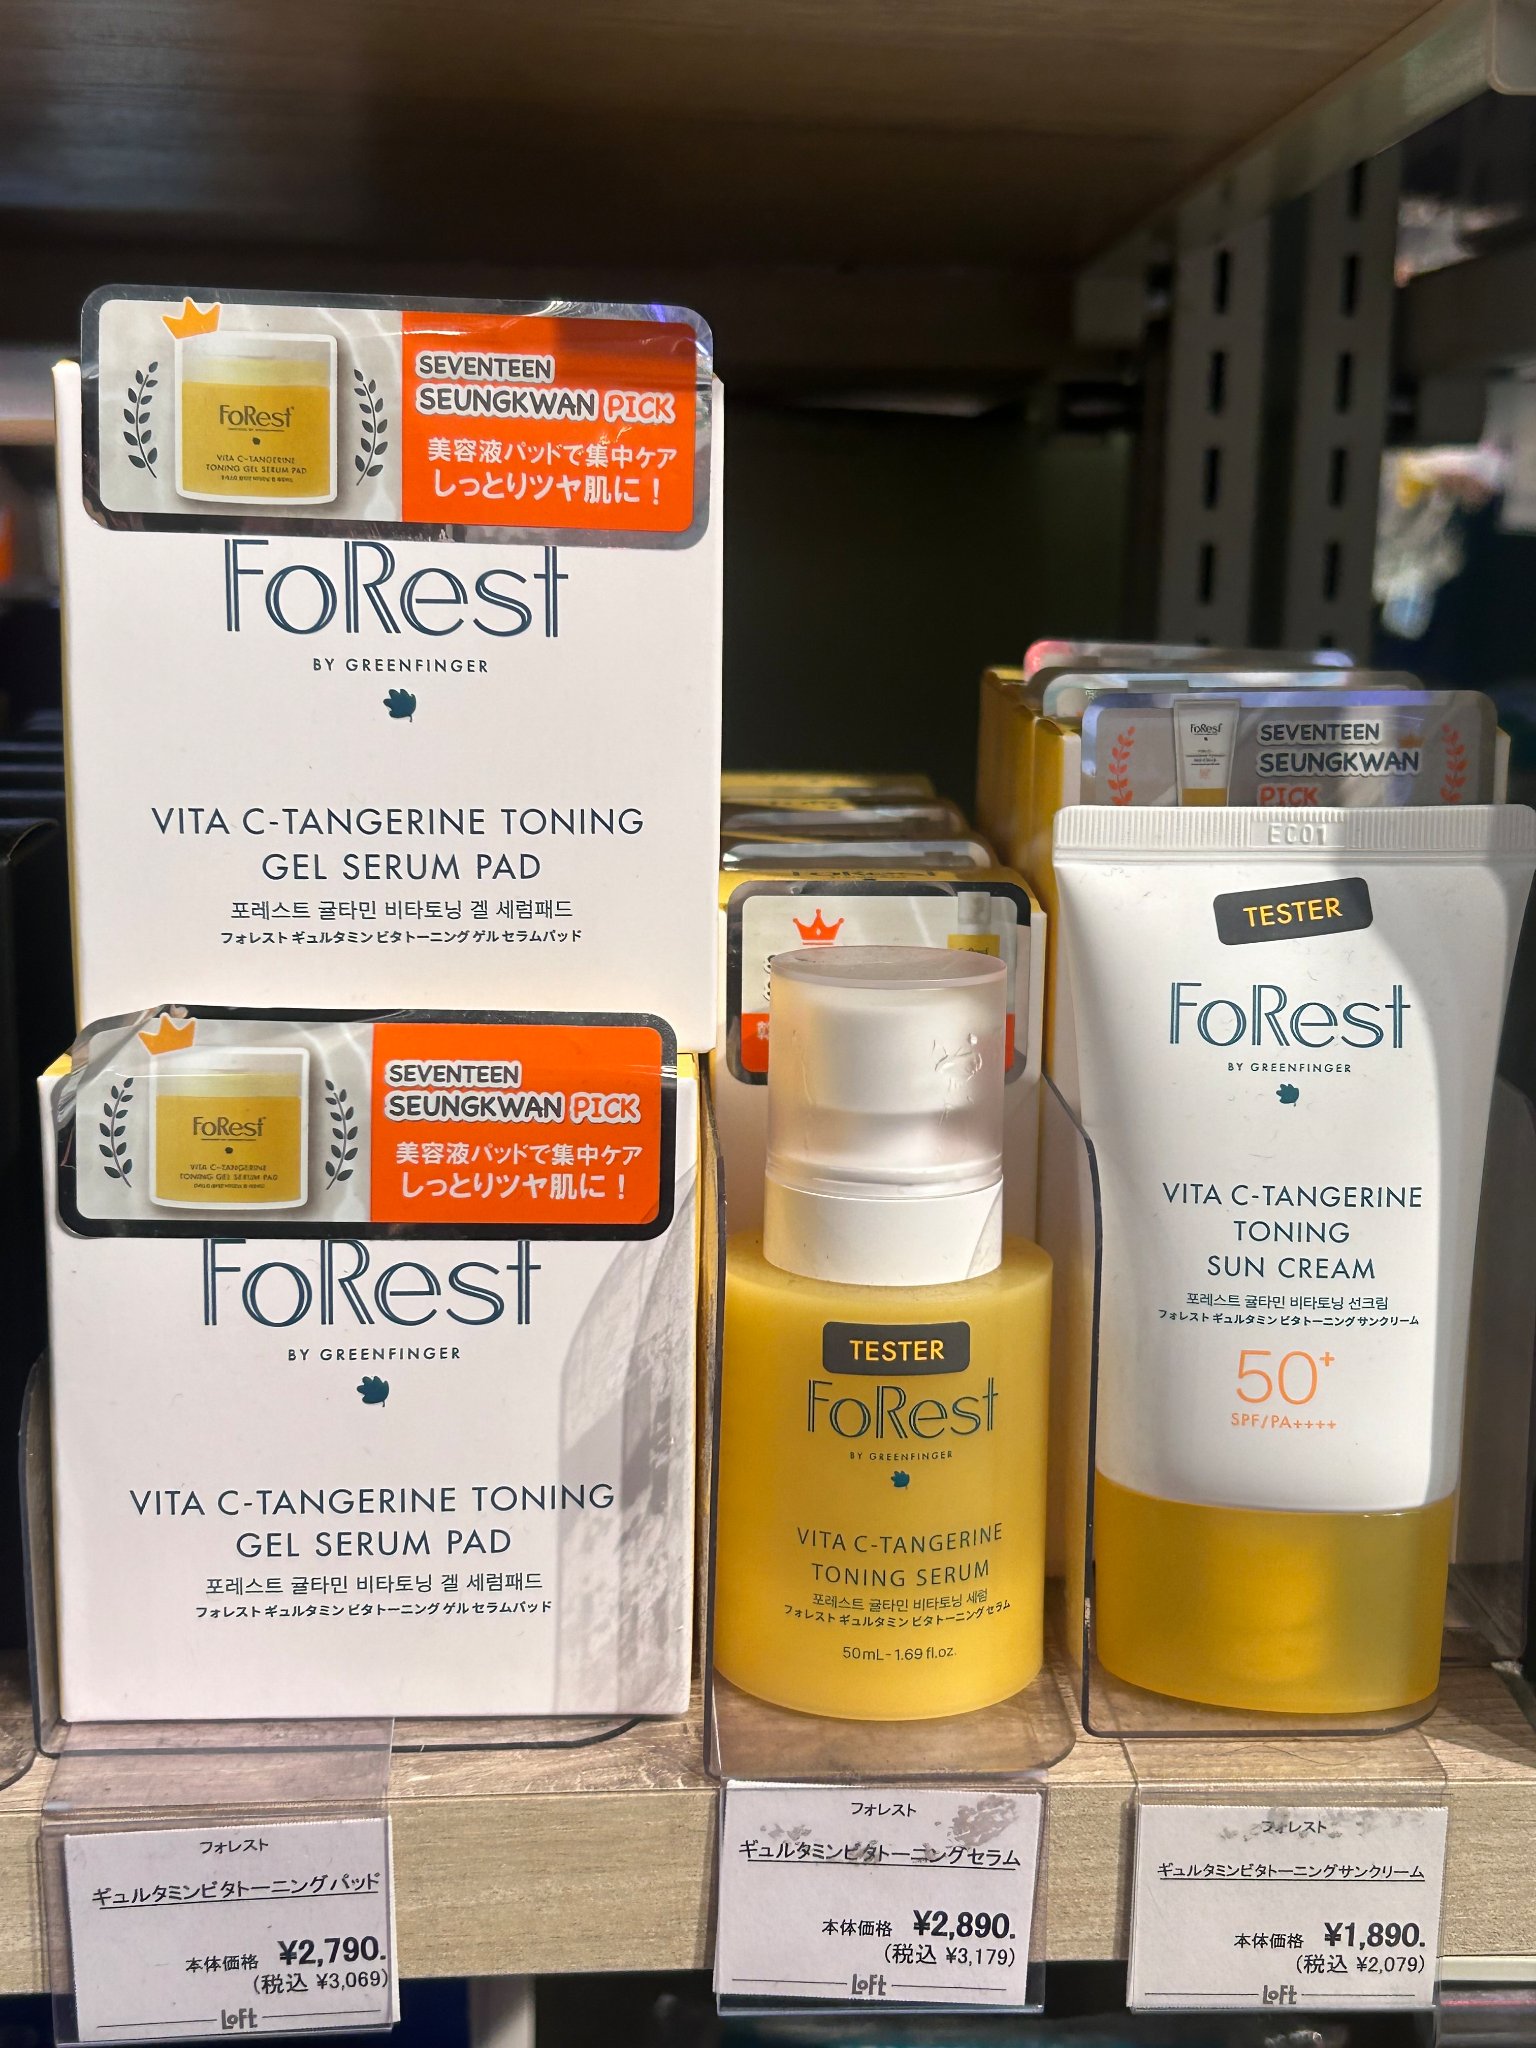 SEVENTEEN
SEUNGKWAN PICK
美容液パッドで集中ケア
しっとりツヤ肌に!
FoRest
VITA C-TANGERINE
TONING GEL SERUM PAD
FoRest
BY GREENFINGER
VITA C-TANGERINE TONING
GEL SERUM PAD
포레스트 귤타민 비타토닝 겔 세럼패드
フォレスト ギュルタミン ビタトーニング ゲル セラムパッド
SEVENTEEN
SEUNGKWAN PICK
美容液パッドで集中ケア
しっとりツヤ肌に!
FoRest
VITA C-TANGERINE
TONING GEL SERUM PAD
FoRest
BY GREENFINGER
VITA C-TANGERINE TONING
GEL SERUM PAD
포레스트 귤타민 비타토닝 겔 세럼패드
フォレスト ギュルタミン ビタトーニング ゲル セラムパッド
TESTER
FoRest
BY GREENFINGER
VITA C-TANGERINE
TONING SERUM
포레스트 귤타민 비타토닝 세럼
フォレスト ギュルタミン ビタトーニング セラム
50mL-1.69 fl.oz.
FoRest
SEVENTEEN
SEUNGKWAN
PICK
EC01
TESTER
FoRest
BY GREENFINGER
VITA C-TANGERINE
TONING
SUN CREAM
포레스트 귤타민 비타토닝 선크림
フォレスト ギュルタミン ビタトーニング サンクリーム
50+
SPF/PA++++
フォレスト
ギュルタミンビタトーニングパッド
本体価格 ¥2,790.
(税込 ¥3,069)
LoFt
フォレスト
ギュルタミンビタトーニングセラム
本体価格 ¥2,890.
(税込 ¥3,179)
LoFt
フォレスト
ギュルタミンビタトーニングサンクリーム
本体価格 ¥1,890.
(税込 ¥2,079)
LoFt